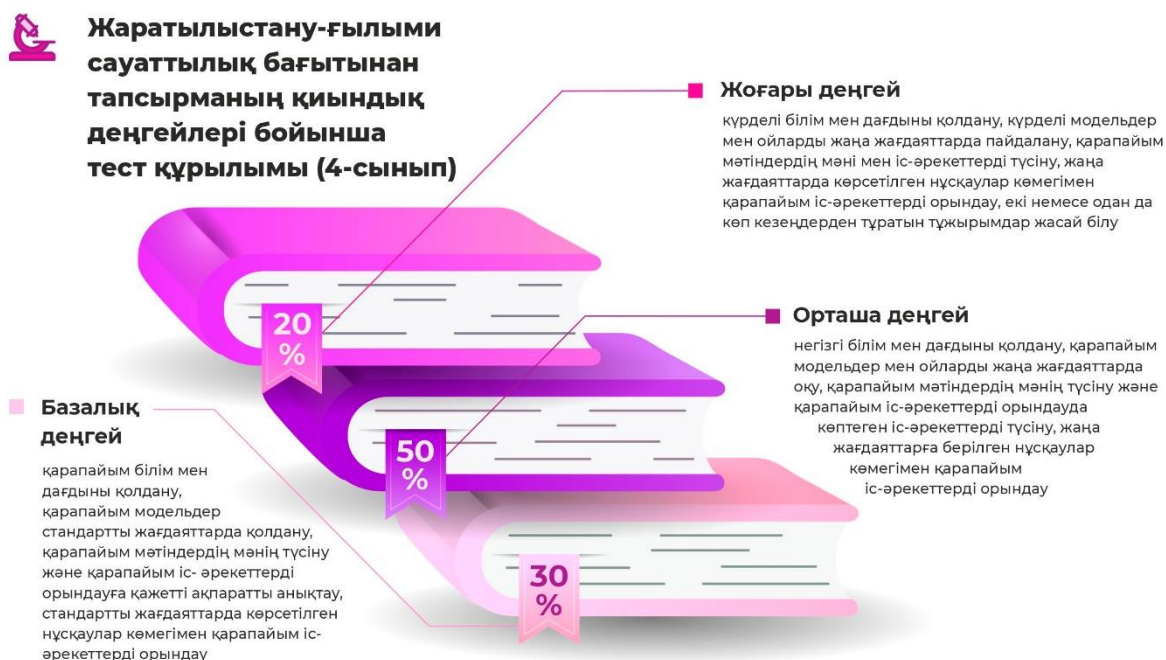 Жаратылыстану-ғылыми
сауаттылық бағытынан
тапсырманың қиындық
деңгейлері бойынша
тест құрылымы (4-сынып)
Жоғары деңгей
күрделі білім мен дағдыны қолдану, күрделі модельдер
мен ойларды жаңа жағдаяттарда пайдалану, қарапайым
мәтіндердің мәні мен іс-әрекеттерді түсіну, жаңа
жағдаяттарда көрсетілген нұсқаулар көмегімен
қарапайым іс-әрекеттерді орындау, екі немесе одан да
көп кезеңдерден тұратын тұжырымдар жасай білу
20
%
Орташа деңгей
негізгі білім мен дағдыны қолдану, қарапайым
модельдер мен ойларды жаңа жағдаяттарда
оқу, қарапайым мәтіндердің мәнің түсіну және
қарапайым іс-әрекеттерді орындауда
көптеген іс-әрекеттерді түсіну, жаңа
жағдаяттарға берілген нұсқаулар
көмегімен қарапайым
іс-әрекеттерді орындау
50
%
Базалық
деңгей
қарапайым білім мен
дағдыны қолдану,
қарапайым модельдер
стандартты жағдаяттарда қолдану,
қарапайым мәтіндердің мәнің түсіну
және қарапайым іс- әрекеттерді
орындауға қажетті ақпаратты анықтау,
стандартты жағдаяттарда көрсетілген
нұсқаулар көмегімен қарапайым іс-
әрекеттерді орындау
30
%